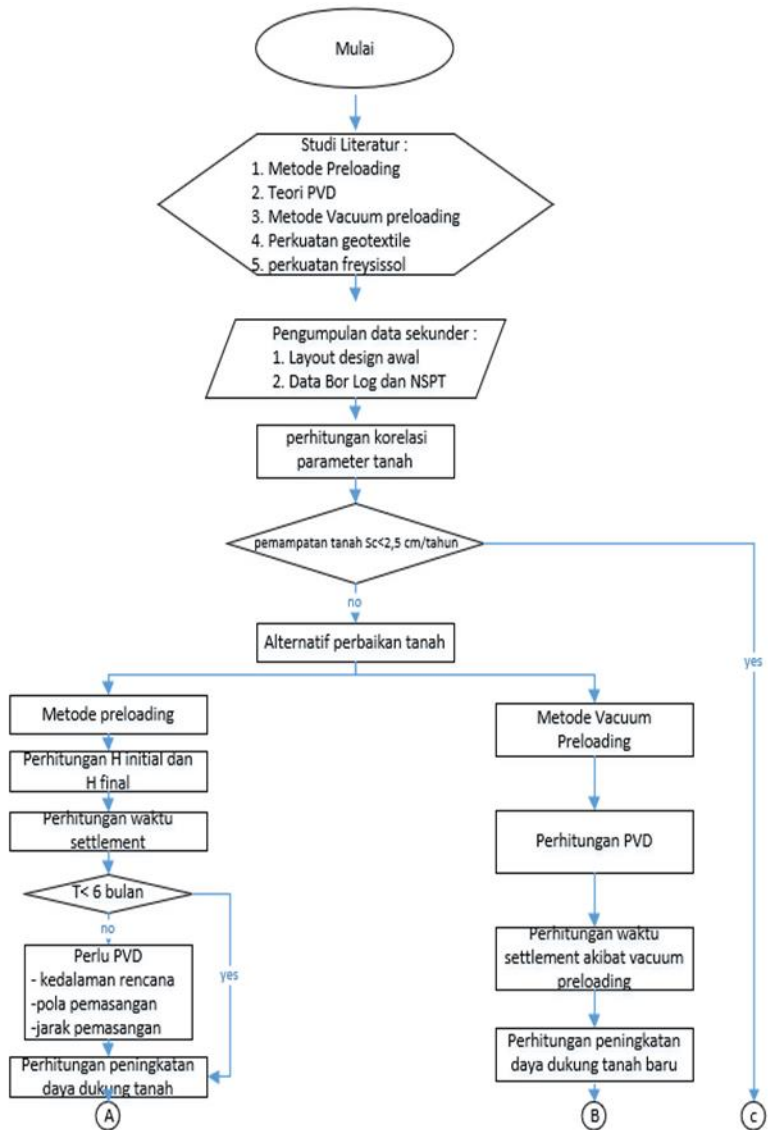 Mulai
Studi Literatur :
1. Metode Preloading
2. Teori PVD
3. Metode Vacuum preloading
4. Perkuatan geotextile
5. perkuatan freysissol
Pengumpulan data sekunder :
1. Layout design awal
2. Data Bor Log dan NSPT
perhitungan korelasi
parameter tanah
pemampatan tanah Sc<2,5 cm/tahun
no
yes
Alternatif perbaikan tanah
Metode preloading
Perhitungan H initial dan
H final
Perhitungan waktu
settlement
T< 6 bulan
no
yes
Perlu PVD
- kedalaman rencana
-pola pemasangan
-jarak pemasangan
Perhitungan peningkatan
daya dukung tanah
A
Metode Vacuum
Preloading
Perhitungan PVD
Perhitungan waktu
settlement akibat vacuum
preloading
Perhitungan peningkatan
daya dukung tanah baru
B
c